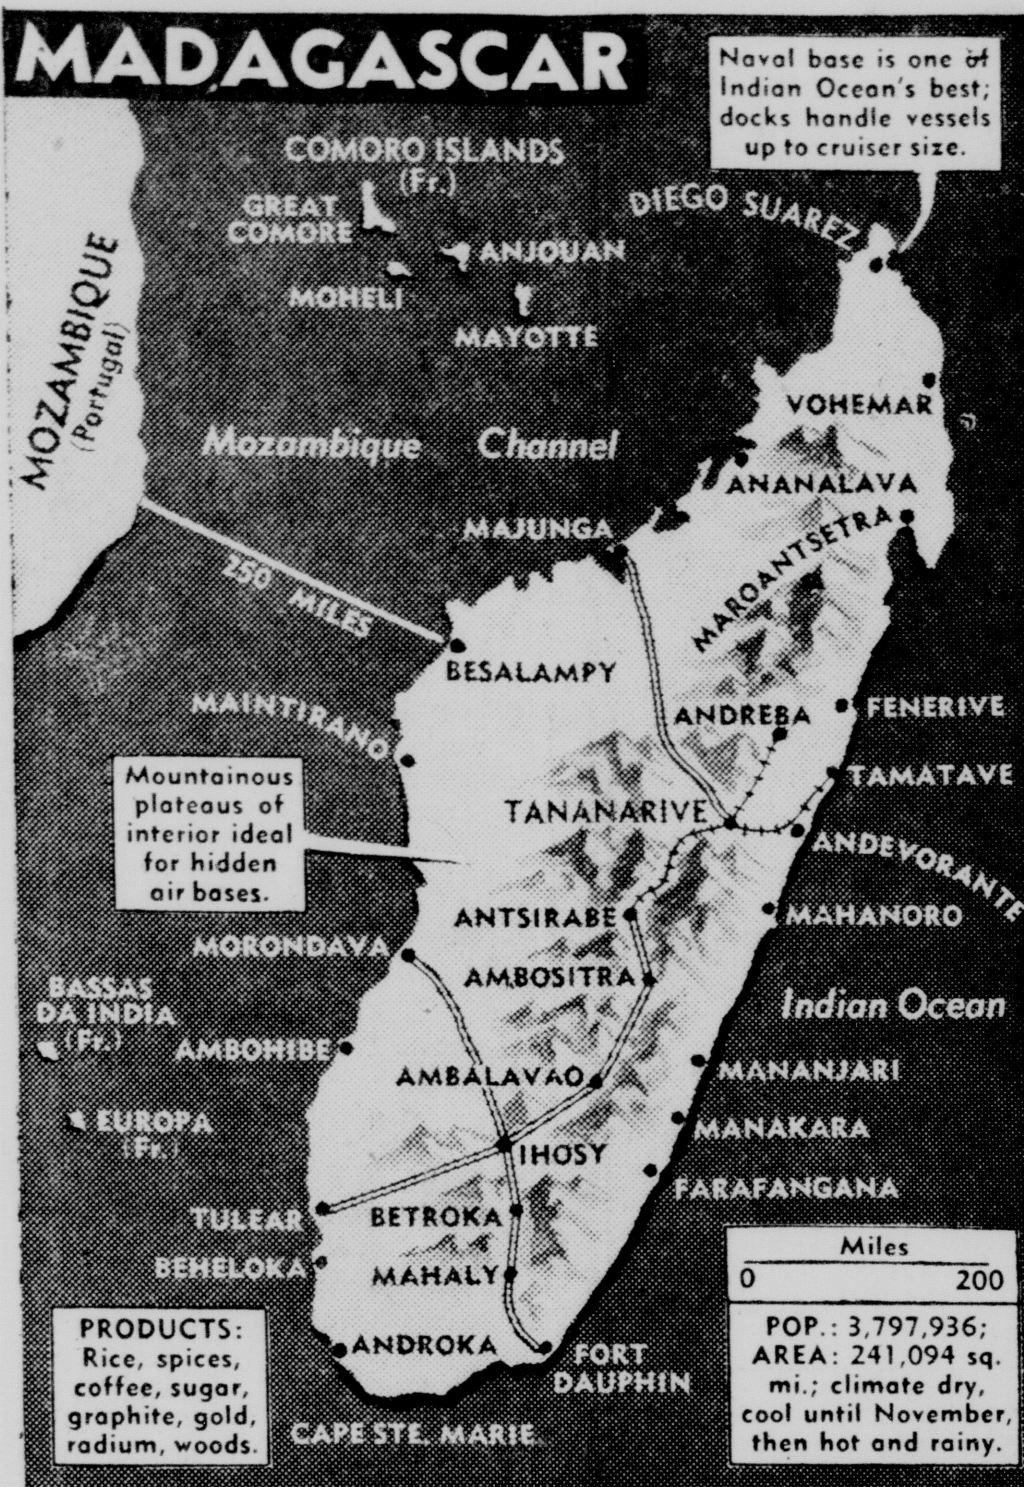 MADAGASCAR
Naval base is one of
Indian Ocean's best;
docks handle vessels
up to cruiser size.
COMORO ISLANDS
(Fr.)
GREAT
COMORE
ANJOUAN
MOHELI
MAYOTTE
DIEGO SUAREZ
MOZAMBIQUE
(Portugal)
VOHEMAR
Mozambique Channel
ANANALAVA
MAJUNGA
MAROANTSETRA
250 MILES
BESALAMPY
MAINTIRANO
ANDREBA
FENERIVE
TAMATAVE
Mountainous
plateaus of
interior ideal
for hidden
air bases.
TANANARIVE
ANDEVORANTE
ANTSIRABE
MAHANORO
MORONDAVA
AMBOSITRA
BASSAS
DA INDIA
(Fr.)
Indian Ocean
AMBOHIBE
AMBALAVAO
MANANJARI
EUROPA
(Fr.)
MANAKARA
IHOSY
FARAFANGANA
TULEAR
BETROKA
BEHELOKA
MAHALY
Miles
0 200
PRODUCTS:
Rice, spices,
coffee, sugar,
graphite, gold,
radium, woods.
ANDROKA
FORT
DAUPHIN
CAPE STE. MARIE
POP.: 3,797,936;
AREA: 241,094 sq.
mi.; climate dry,
cool until November,
then hot and rainy.